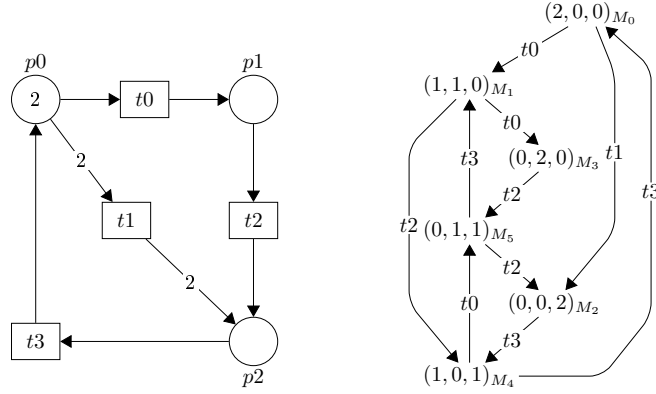 p0
p1
2
t0
2
t1
t2
2
t3
p2
(2, 0, 0)M0
t0
(1, 1, 0)M1
t0
t3
(0, 2, 0)M3
t1
t3
t2
t2
(0, 1, 1)M5
t2
t0
(0, 0, 2)M2
t3
(1, 0, 1)M4